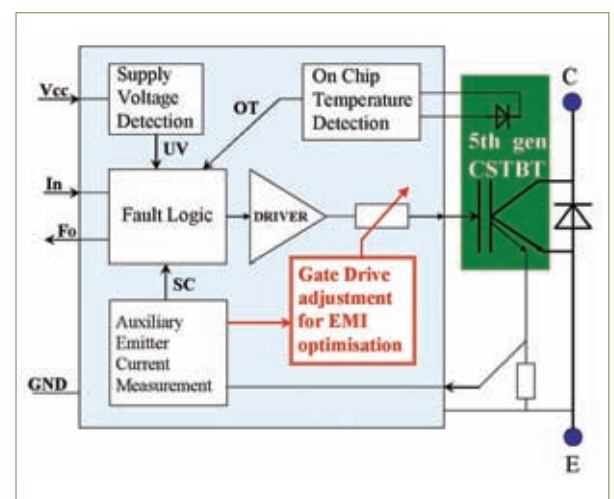 Supply
Voltage
Detection
On Chip
Temperature
Detection
C
Vcc
OT
UV
5th gen
CSTBT
In
Fault Logic
DRIVER
Fo
SC
Gate Drive
adjustment
for EMI
optimisation
Auxiliary
Emitter
Current
Measurement
GND
E